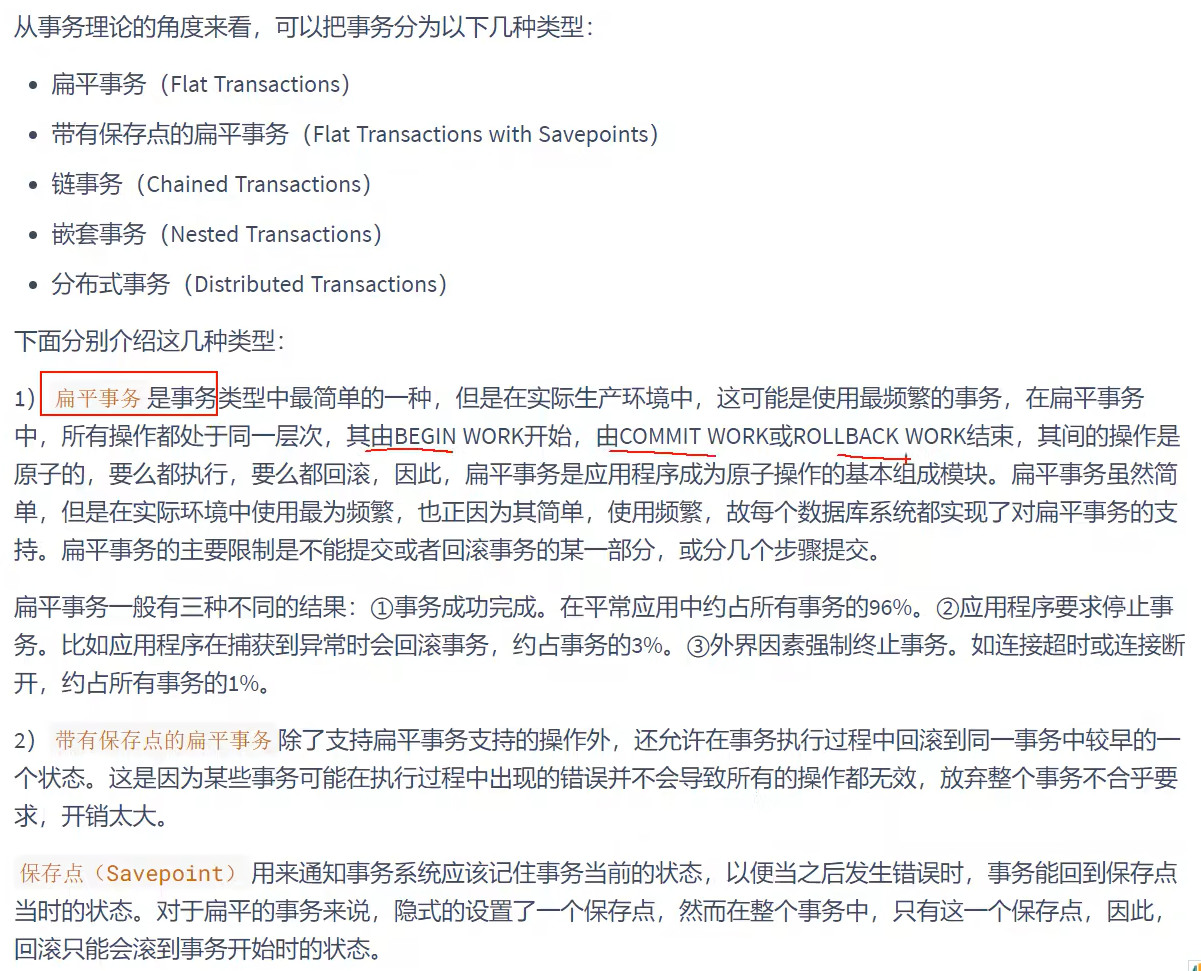 从事务理论的角度来看，可以把事务分为以下几种类型：
扁平事务（Flat Transactions）
带有保存点的扁平事务（Flat Transactions with Savepoints）
链事务（Chained Transactions）
嵌套事务（Nested Transactions）
分布式事务（Distributed Transactions）
下面分别介绍这几种类型：
1）扁平事务 是事务类型中最简单的一种，但是在实际生产环境中，这可能是使用最频繁的事务，在扁平事务
中，所有操作都处于同一层次，其由BEGIN WORK开始，由COMMIT WORK或ROLLBACK WORK结束，其间的操作是
原子的，要么都执行，要么都回滚，因此，扁平事务是应用程序成为原子操作的基本组成模块。扁平事务虽然简
单，但是在实际环境中使用最为频繁，也正因为其简单，使用频繁，故每个数据库系统都实现了对扁平事务的支
持。扁平事务的主要限制是不能提交或者回滚事务的某一部分，或分几个步骤提交。
扁平事务一般有三种不同的结果：①事务成功完成。在平常应用中约占所有事务的96%。②应用程序要求停止事
务。比如应用程序在捕获到异常时会回滚事务，约占事务的3%。③外界因素强制终止事务。如连接超时或连接断
开，约占所有事务的1%。
2）带有保存点的扁平事务 除了支持扁平事务支持的操作外，还允许在事务执行过程中回滚到同一事务中较早的一
个状态。这是因为某些事务可能在执行过程中出现的错误并不会导致所有的操作都无效，放弃整个事务不合乎要
求，开销太大。
保存点（Savepoint） 用来通知事务系统应该记住事务当前的状态，以便当之后发生错误时，事务能回到保存点
当时的状态。对于扁平的事务来说，隐式的设置了一个保存点，然而在整个事务中，只有这一个保存点，因此，
回滚只能会滚到事务开始时的状态。